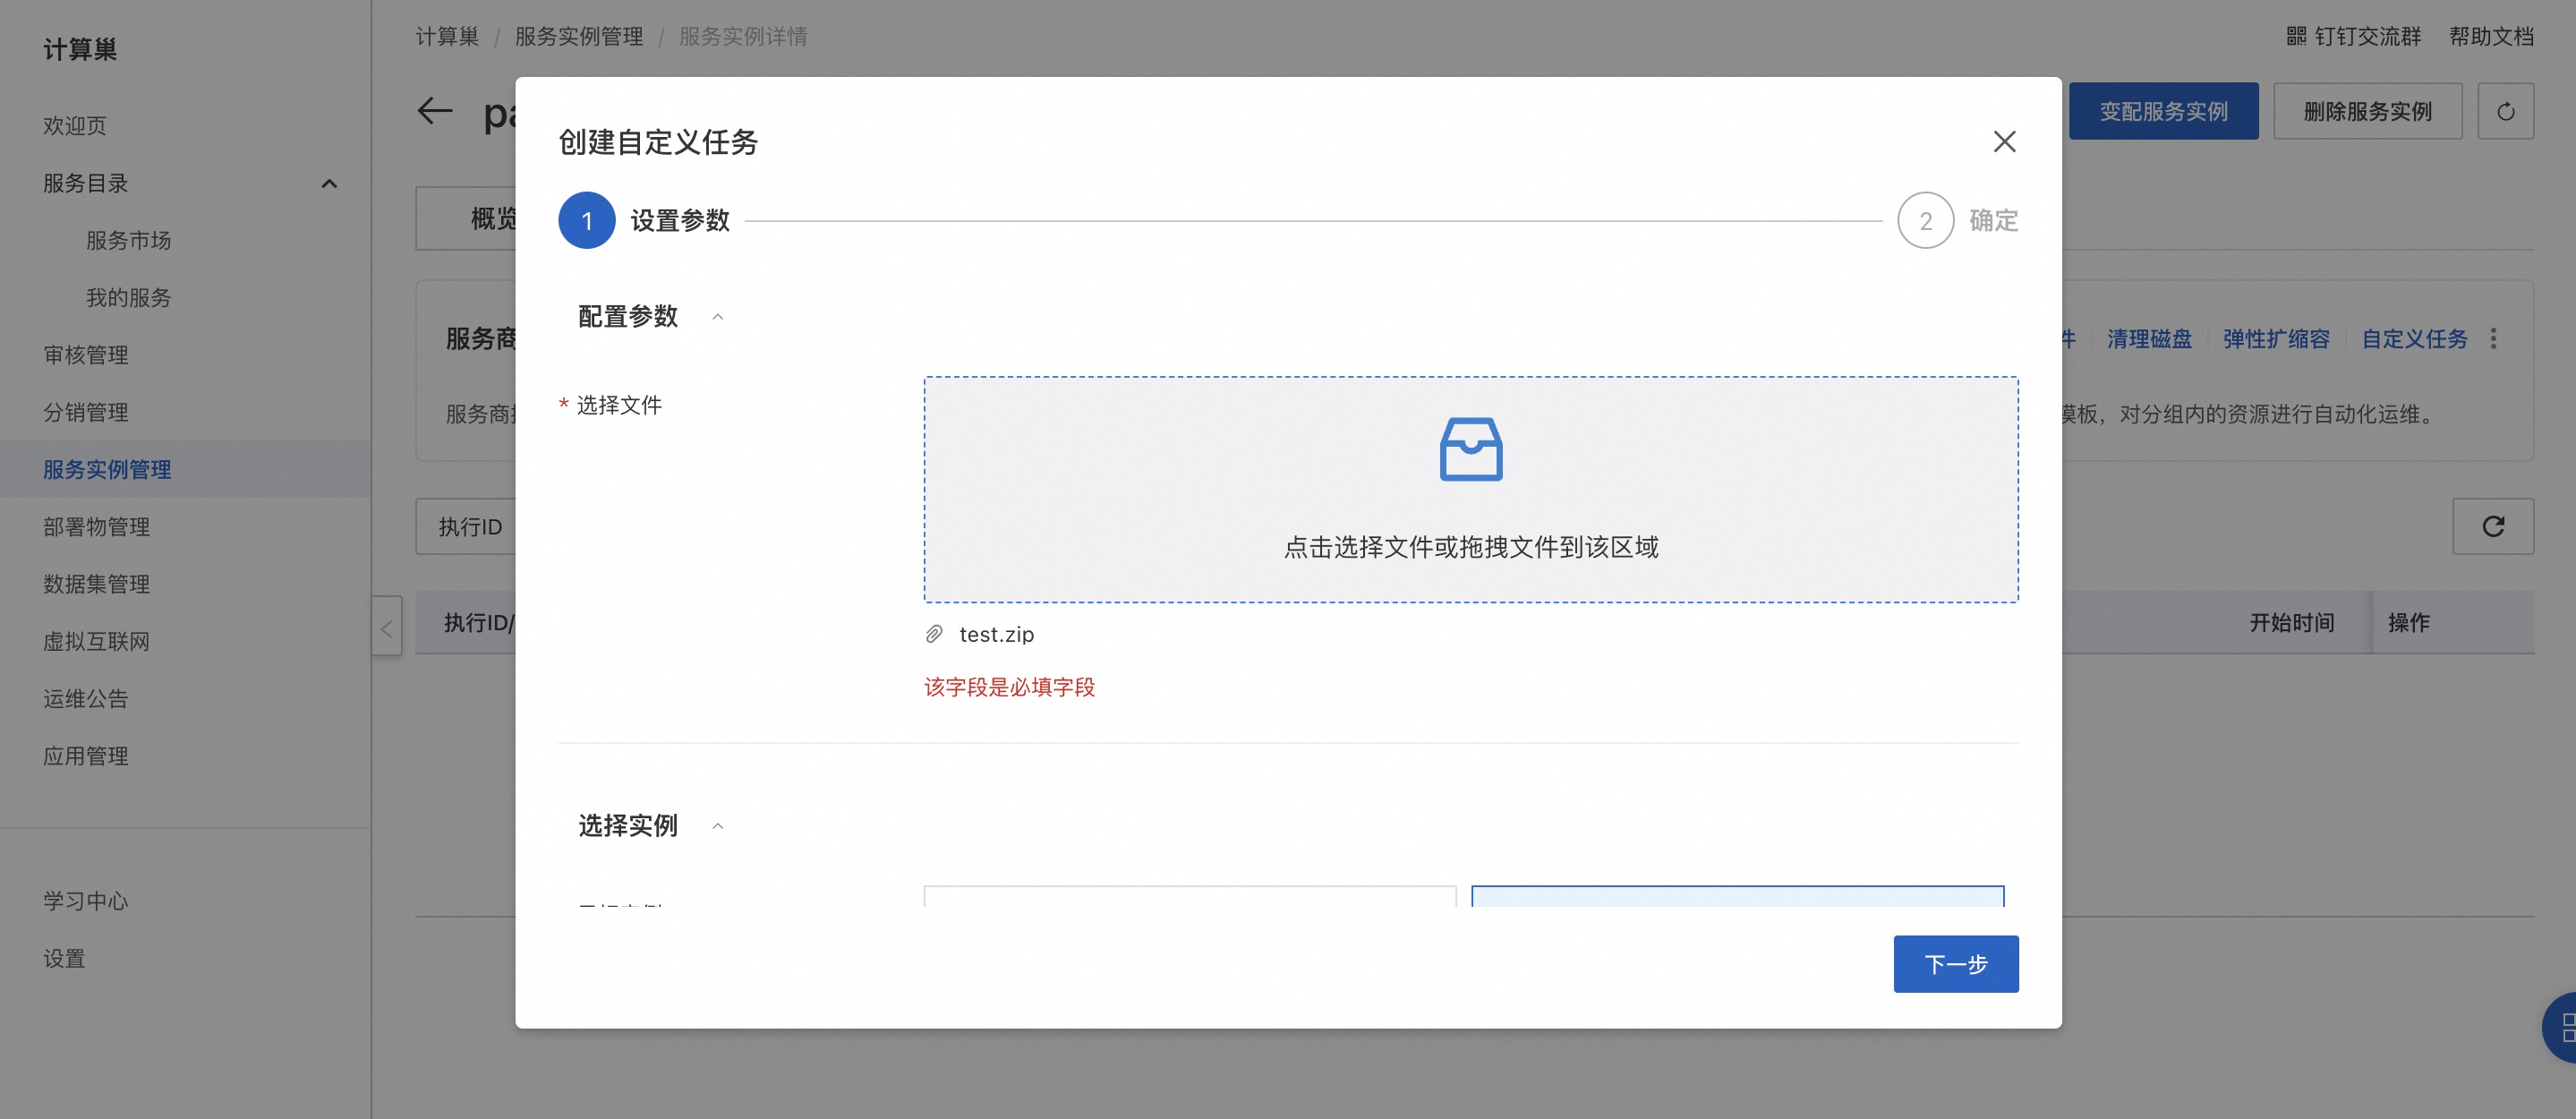 计算巢
欢迎页
服务目录
服务市场
我的服务
审核管理
分销管理
服务实例管理
部署物管理
数据集管理
虚拟互联网
运维公告
应用管理
学习中心
设置
计算巢 / 服务实例管理 / 服务实例详情
钉钉交流群 帮助文档
变配服务实例 删除服务实例
概览
服务商
清理磁盘 弹性扩缩容 自定义任务
服务商
模板，对分组内的资源进行自动化运维。
执行ID
执行ID/
开始时间 操作
创建自定义任务
1 设置参数
2 确定
配置参数
* 选择文件
点击选择文件或拖拽文件到该区域
test.zip
该字段是必填字段
选择实例
下一步